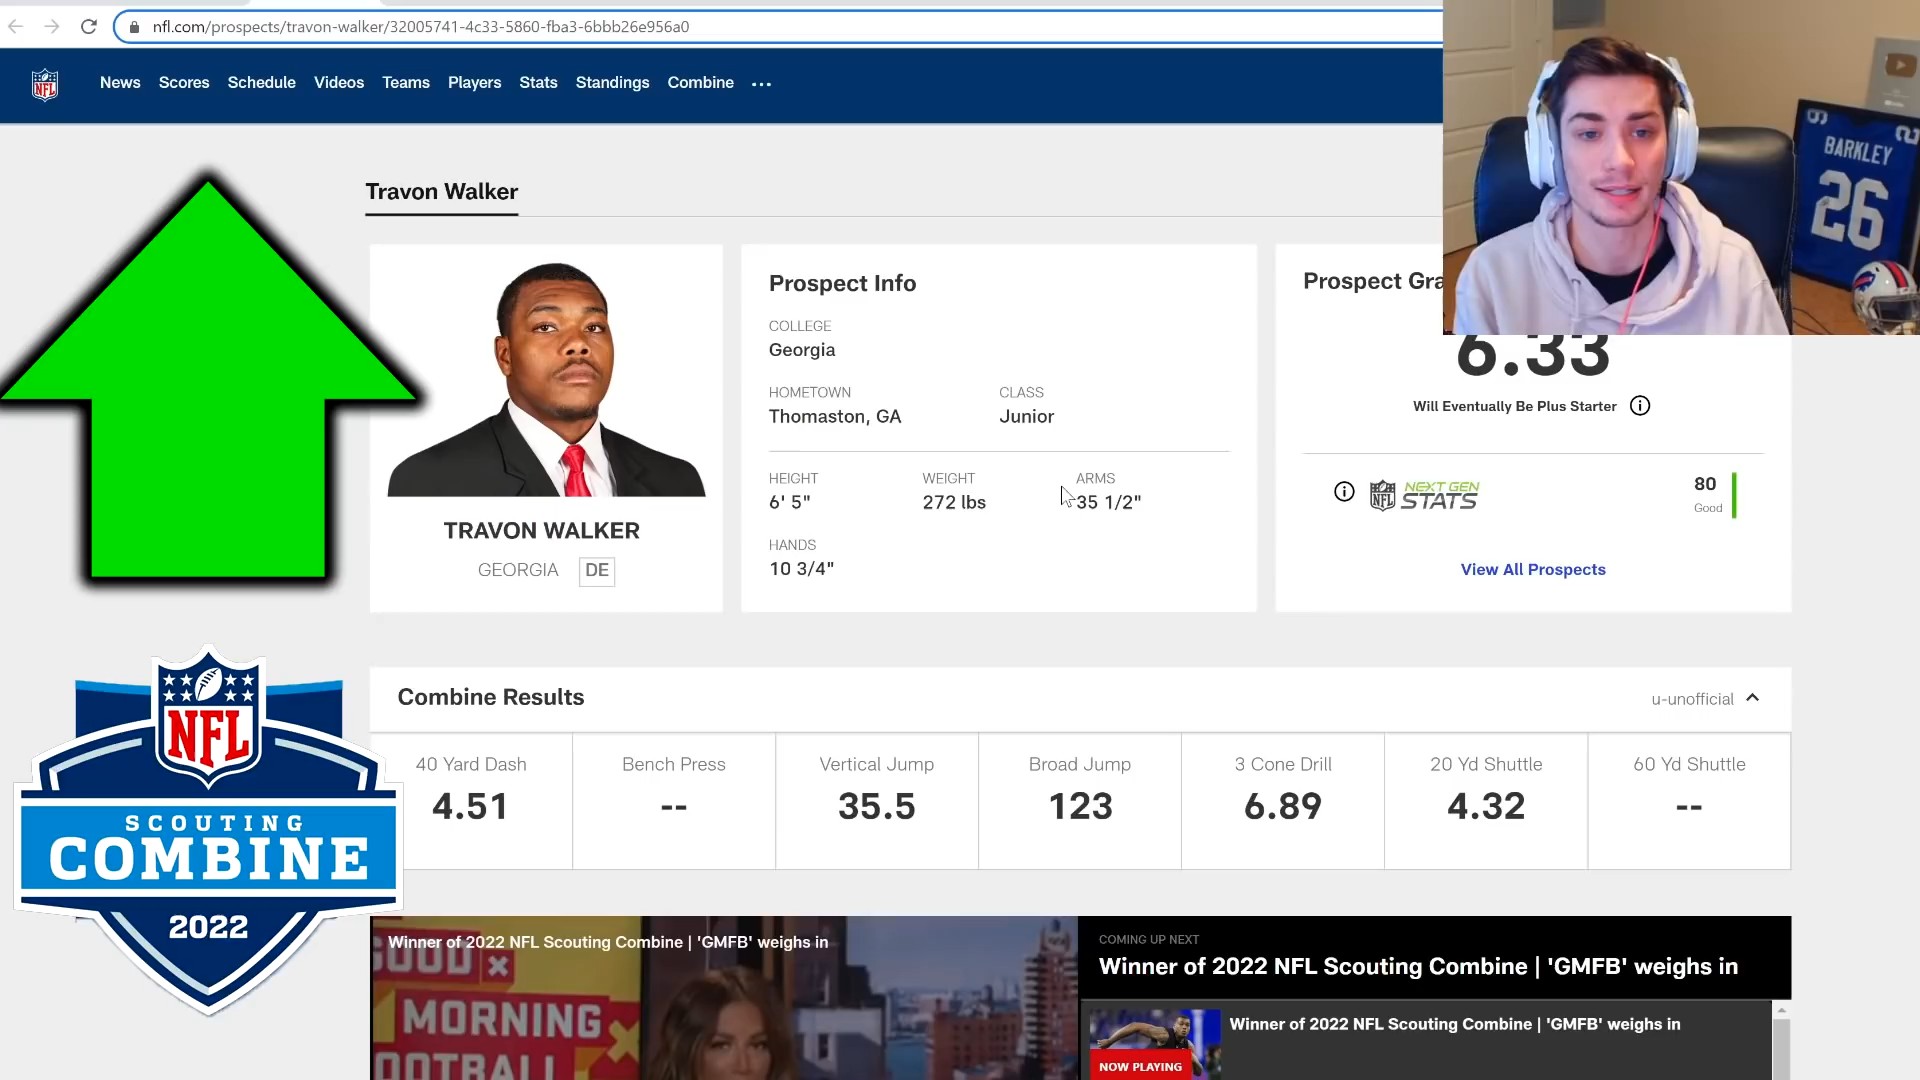 nfl.com/prospects/travon-walker/32005741-4c33-5860-fba3-6bbb26e956a0
NFL
News Scores Schedule Videos Teams Players Stats Standings Combine ...
BARKLEY
26
Travon Walker
TRAVON WALKER
GEORGIA DE
Prospect Info
COLLEGE
Georgia
HOMETOWN CLASS
Thomaston, GA Junior
HEIGHT WEIGHT ARMS
6' 5" 272 lbs 35 1/2"
HANDS
10 3/4"
Prospect Gra
6.33
Will Eventually Be Plus Starter
NFL NEXT GEN STATS
80
Good
View All Prospects
Combine Results u-unofficial
40 Yard Dash Bench Press Vertical Jump Broad Jump 3 Cone Drill 20 Yd Shuttle 60 Yd Shuttle
4.51 -- 35.5 123 6.89 4.32 --
NFL
SCOUTING
COMBINE
2022
Winner of 2022 NFL Scouting Combine | 'GMFB' weighs in
GOOD
MORNING
FOOTBALL
COMING UP NEXT
Winner of 2022 NFL Scouting Combine | 'GMFB' weighs in
Winner of 2022 NFL Scouting Combine | 'GMFB' weighs in
NOW PLAYING